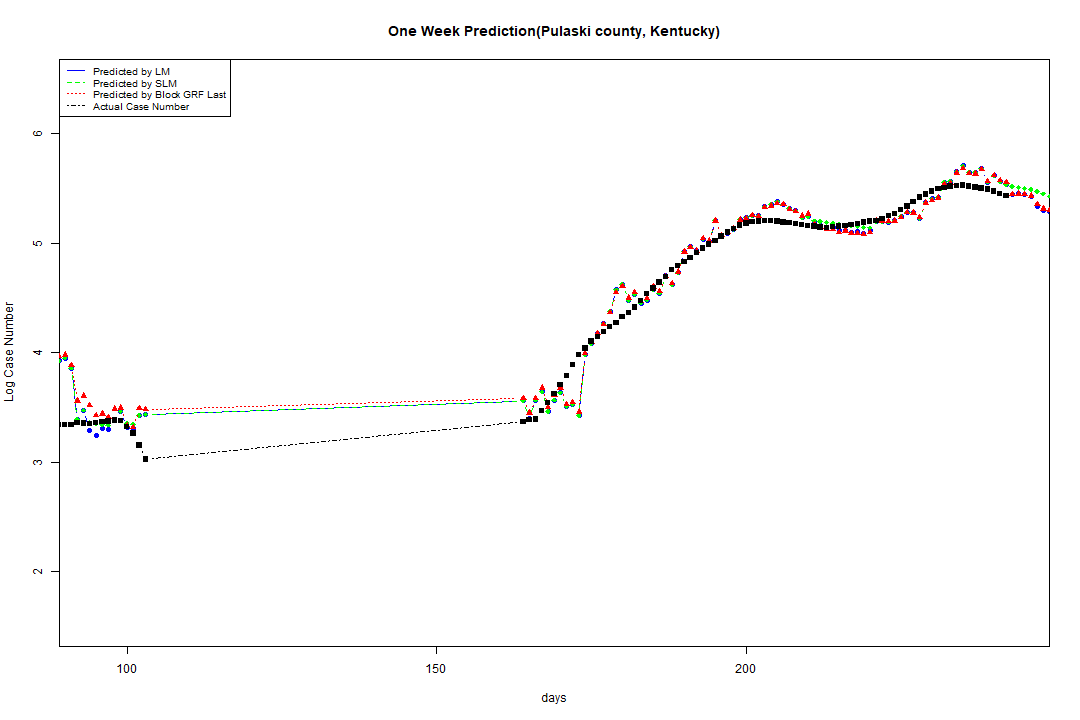 One Week Prediction(Pulaski county, Kentucky)
Predicted by LM
Predicted by SLM
Predicted by Block GRF Last
Actual Case Number
6
5
4
3
2
Log Case Number
100
150
200
days